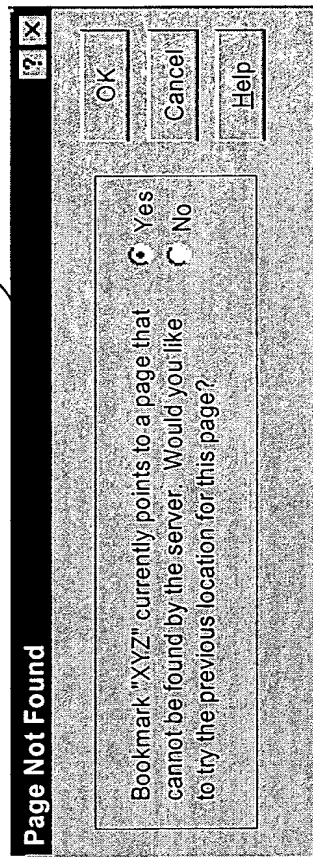 Page Not Found
Bookmark "XYZ" currently points to a page that
cannot be found by the server. Would you like
to try the previous location for this page?
Yes
No
OK
Cancel
Help